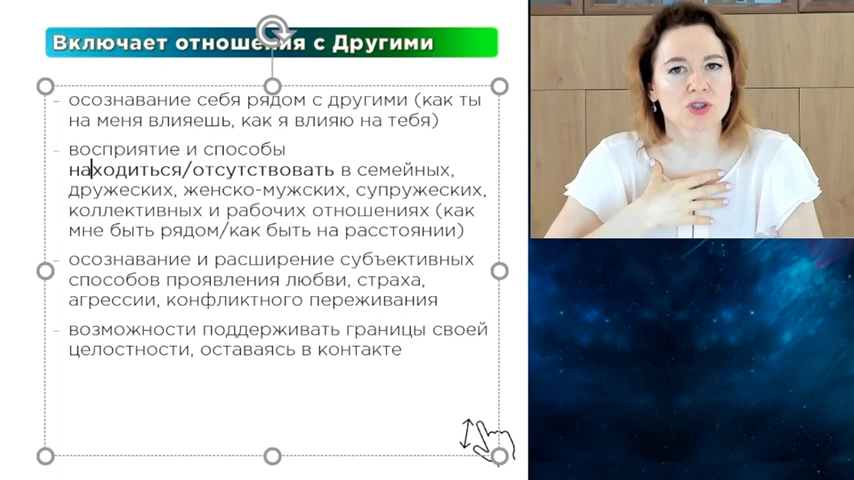 Включает отношения с Другими
– осознавание себя рядом с другими (как ты
на меня влияешь, как я влияю на тебя)
– восприятие и способы
находиться/отсутствовать в семейных,
дружеских, женско-мужских, супружеских,
коллективных и рабочих отношениях (как
мне быть рядом/как быть на расстоянии)
– осознавание и расширение субъективных
способов проявления любви, страха,
агрессии, конфликтного переживания
– возможности поддерживать границы своей
целостности, оставаясь в контакте